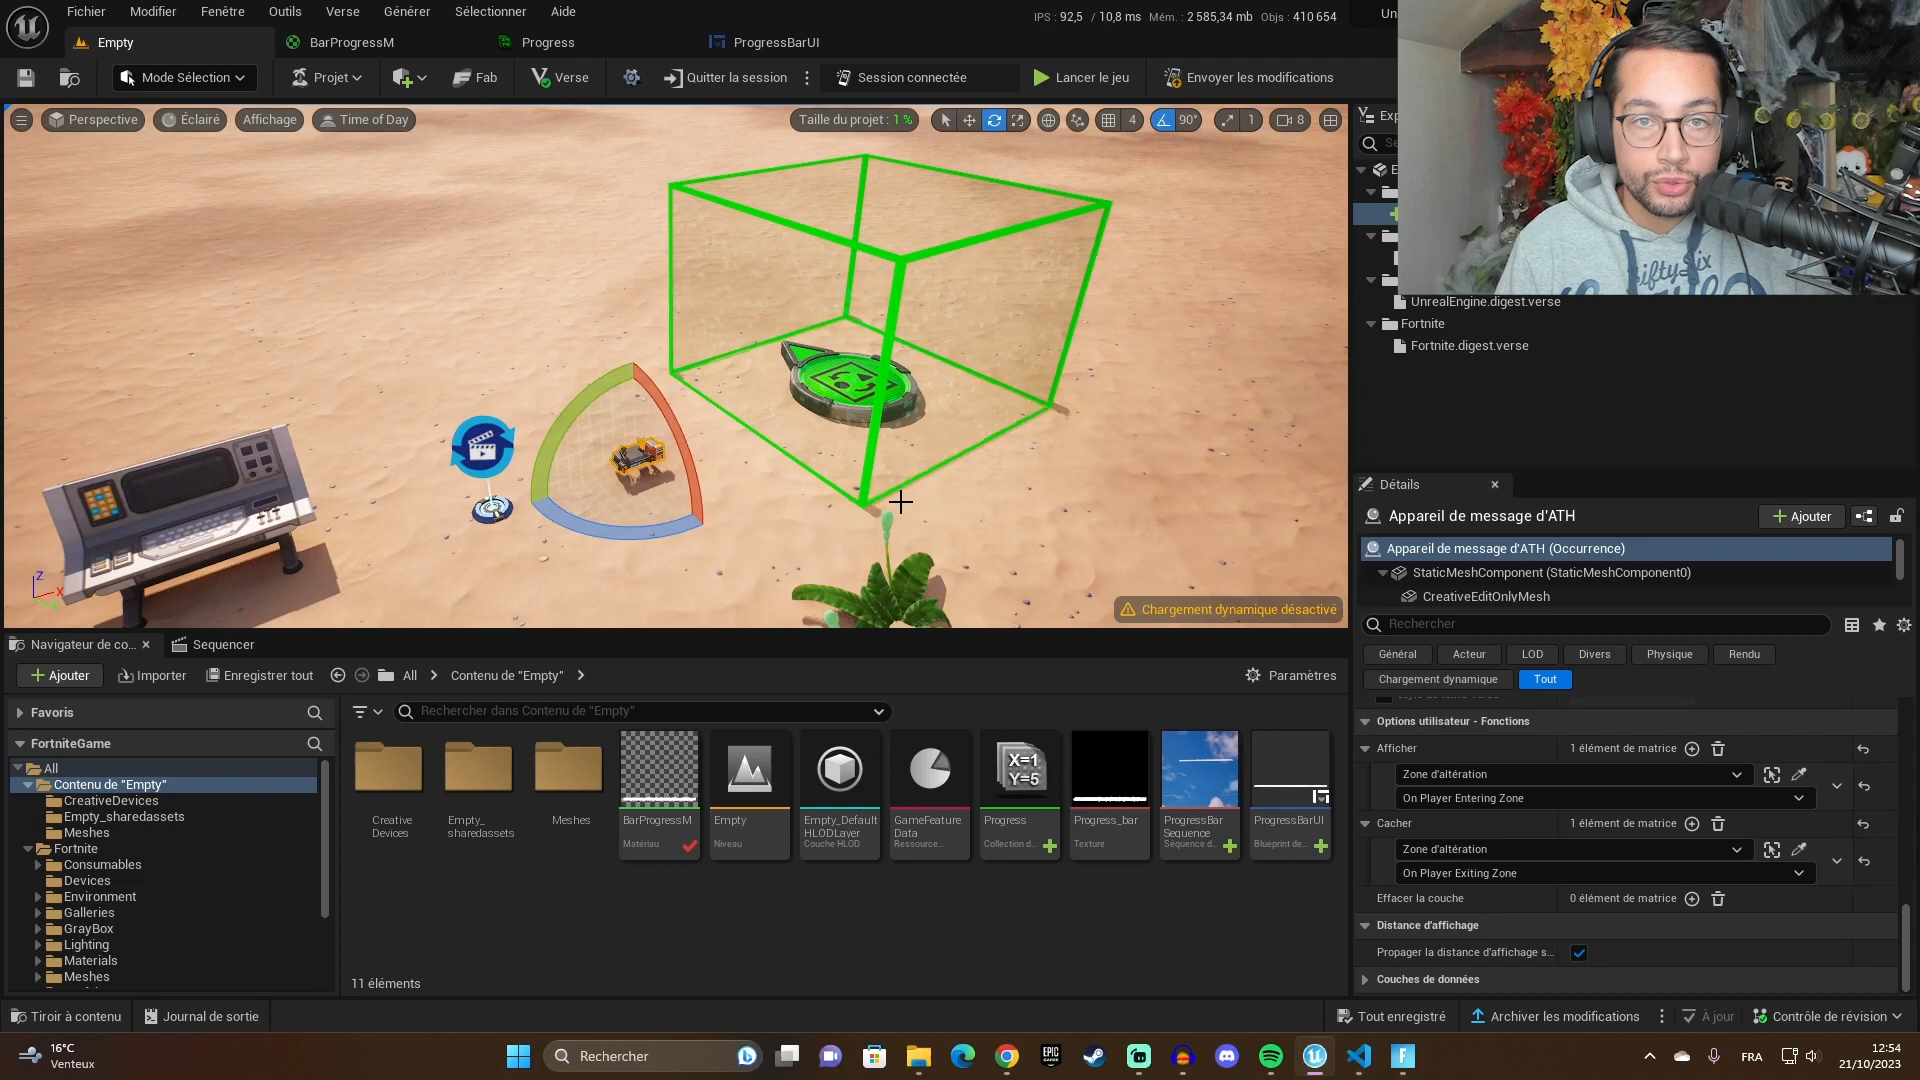 Fichier Modifier Fenêtre Outils Verse Générer Sélectionner Aide
IPS : 92,5 / 10,8 ms Mém. : 2 585,34 mb Objs : 410 654
Empty BarProgressM Progress ProgressBarUI
Mode Sélection Projet Fab Verse Quitter la session Session connectée Lancer le jeu Envoyer les modifications
Perspective Éclairé Affichage Time of Day Taille du projet : 1 % 4 90° 1 8
UnrealEngine.digest.verse
Fortnite
Fortnite.digest.verse
Chargement dynamique désactivé
Détails
Appareil de message d'ATH Ajouter
Appareil de message d'ATH (Occurrence)
StaticMeshComponent (StaticMeshComponent0)
CreativeEditOnlyMesh
Rechercher
Général Acteur LOD Divers Physique Rendu
Chargement dynamique Tout
Options utilisateur - Fonctions
Afficher 1 élément de matrice
Zone d'altération
On Player Entering Zone
Cacher 1 élément de matrice
Zone d'altération
On Player Exiting Zone
Effacer la couche 0 élément de matrice
Distance d'affichage
Propager la distance d'affichage s...
Couches de données
Navigateur de co... Sequencer
Ajouter Importer Enregistrer tout All Contenu de "Empty" Paramètres
Favoris
FortniteGame
All
Contenu de "Empty"
CreativeDevices
Empty_sharedassets
Meshes
Fortnite
Consumables
Devices
Environment
Galleries
GrayBox
Lighting
Materials
Meshes
Rechercher dans Contenu de "Empty"
X=1
Y=5
Creative
Devices
Empty_
sharedassets
Meshes
BarProgressM
Matériau
Empty
Niveau
Empty_Default
HLODLayer
Couche HLOD
GameFeature
Data
Ressource...
Progress
Collection d..
Progress_bar
Texture
ProgressBar
Sequence
Séquence d..
ProgressBarUI
Blueprint de...
11 éléments
Tiroir à contenu Journal de sortie Tout enregistré Archiver les modifications À jour Contrôle de révision
16°C
Venteux
Rechercher
EPIC
FRA
12:54
21/10/2023